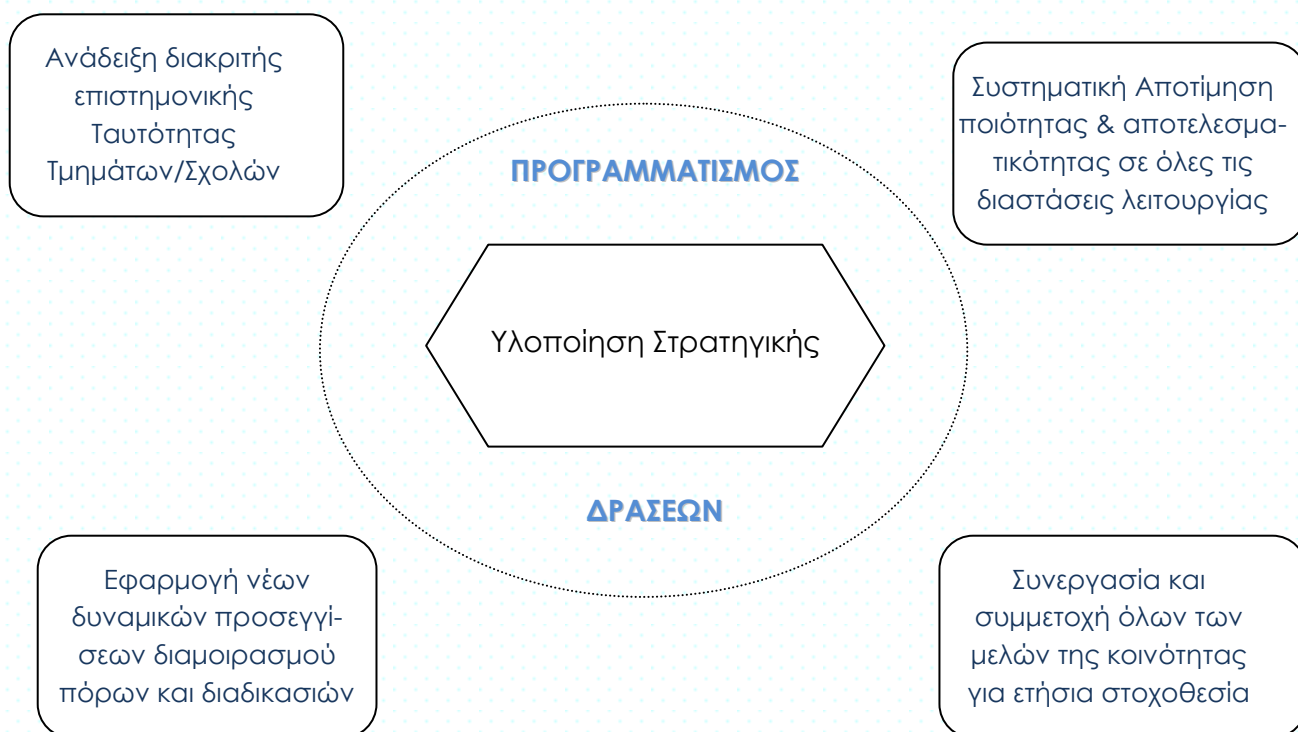 Ανάδειξη διακριτής
επιστημονικής
Ταυτότητας
Τμημάτων/Σχολών
Συστηματική Αποτίμηση
ποιότητας & αποτελεσμα-
τικότητας σε όλες τις
διαστάσεις λειτουργίας
ΠΡΟΓΡΑΜΜΑΤΙΣΜΟΣ
Υλοποίηση Στρατηγικής
ΔΡΑΣΕΩΝ
Εφαρμογή νέων
δυναμικών προσεγγί-
σεων διαμοιρασμού
πόρων και διαδικασιών
Συνεργασία και
συμμετοχή όλων των
μελών της κοινότητας
για ετήσια στοχοθεσία